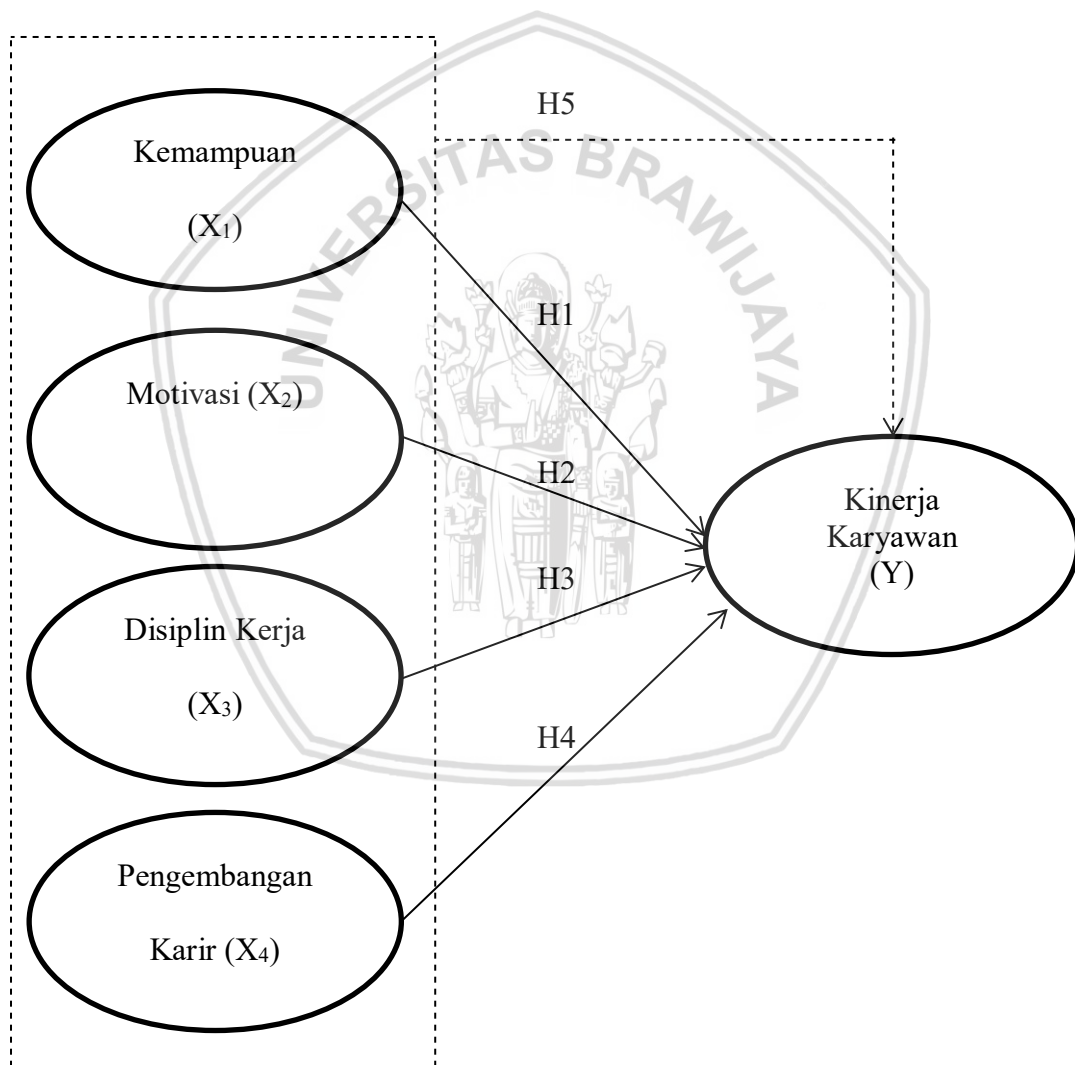 H5
Kemampuan
(X₁)
UNIVERSITAS BRAWIJAYA
H1
Motivasi (X₂)
H2
Kinerja
Karyawan
(Y)
H3
Disiplin Kerja
(X₃)
H4
Pengembangan
Karir (X₄)